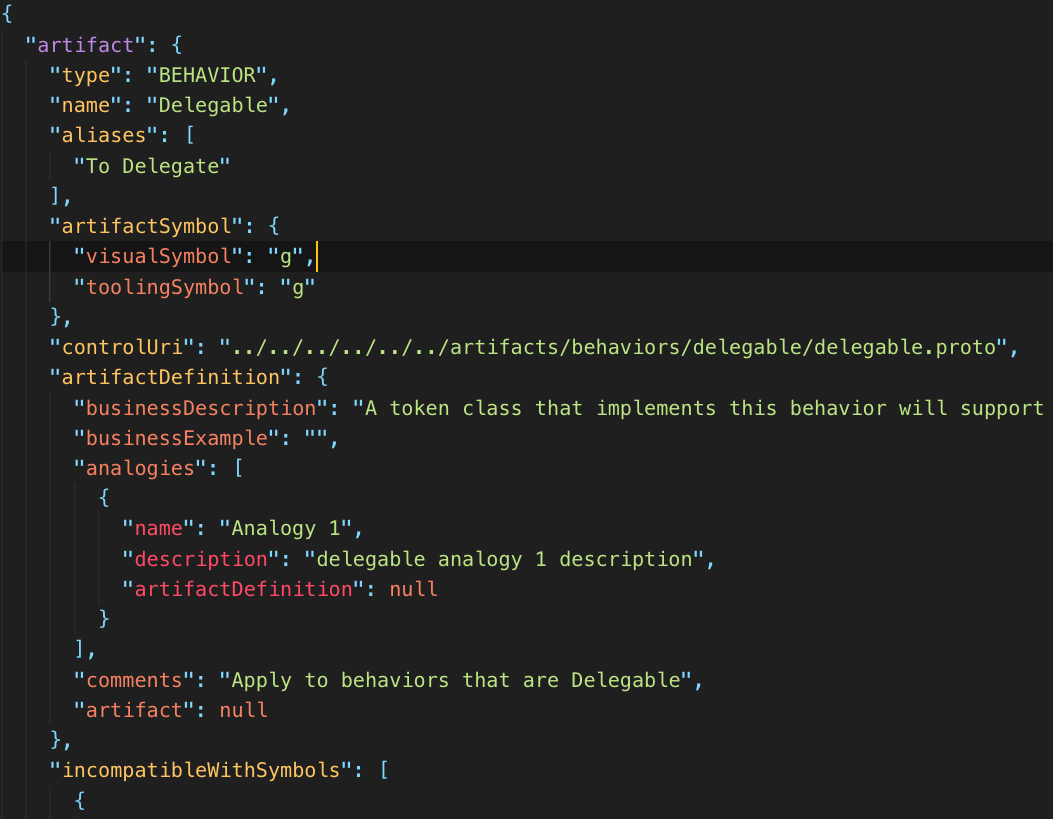 {
  "artifact": {
    "type": "BEHAVIOR",
    "name": "Delegable",
    "aliases": [
      "To Delegate"
    ],
    "artifactSymbol": {
      "visualSymbol": "g",
      "toolingSymbol": "g"
    },
    "controlUri": "../../../../../../artifacts/behaviors/delegable/delegable.proto",
    "artifactDefinition": {
      "businessDescription": "A token class that implements this behavior will support
      "businessExample": "",
      "analogies": [
        {
          "name": "Analogy 1",
          "description": "delegable analogy 1 description",
          "artifactDefinition": null
        }
      ],
      "comments": "Apply to behaviors that are Delegable",
      "artifact": null
    },
    "incompatibleWithSymbols": [
      {